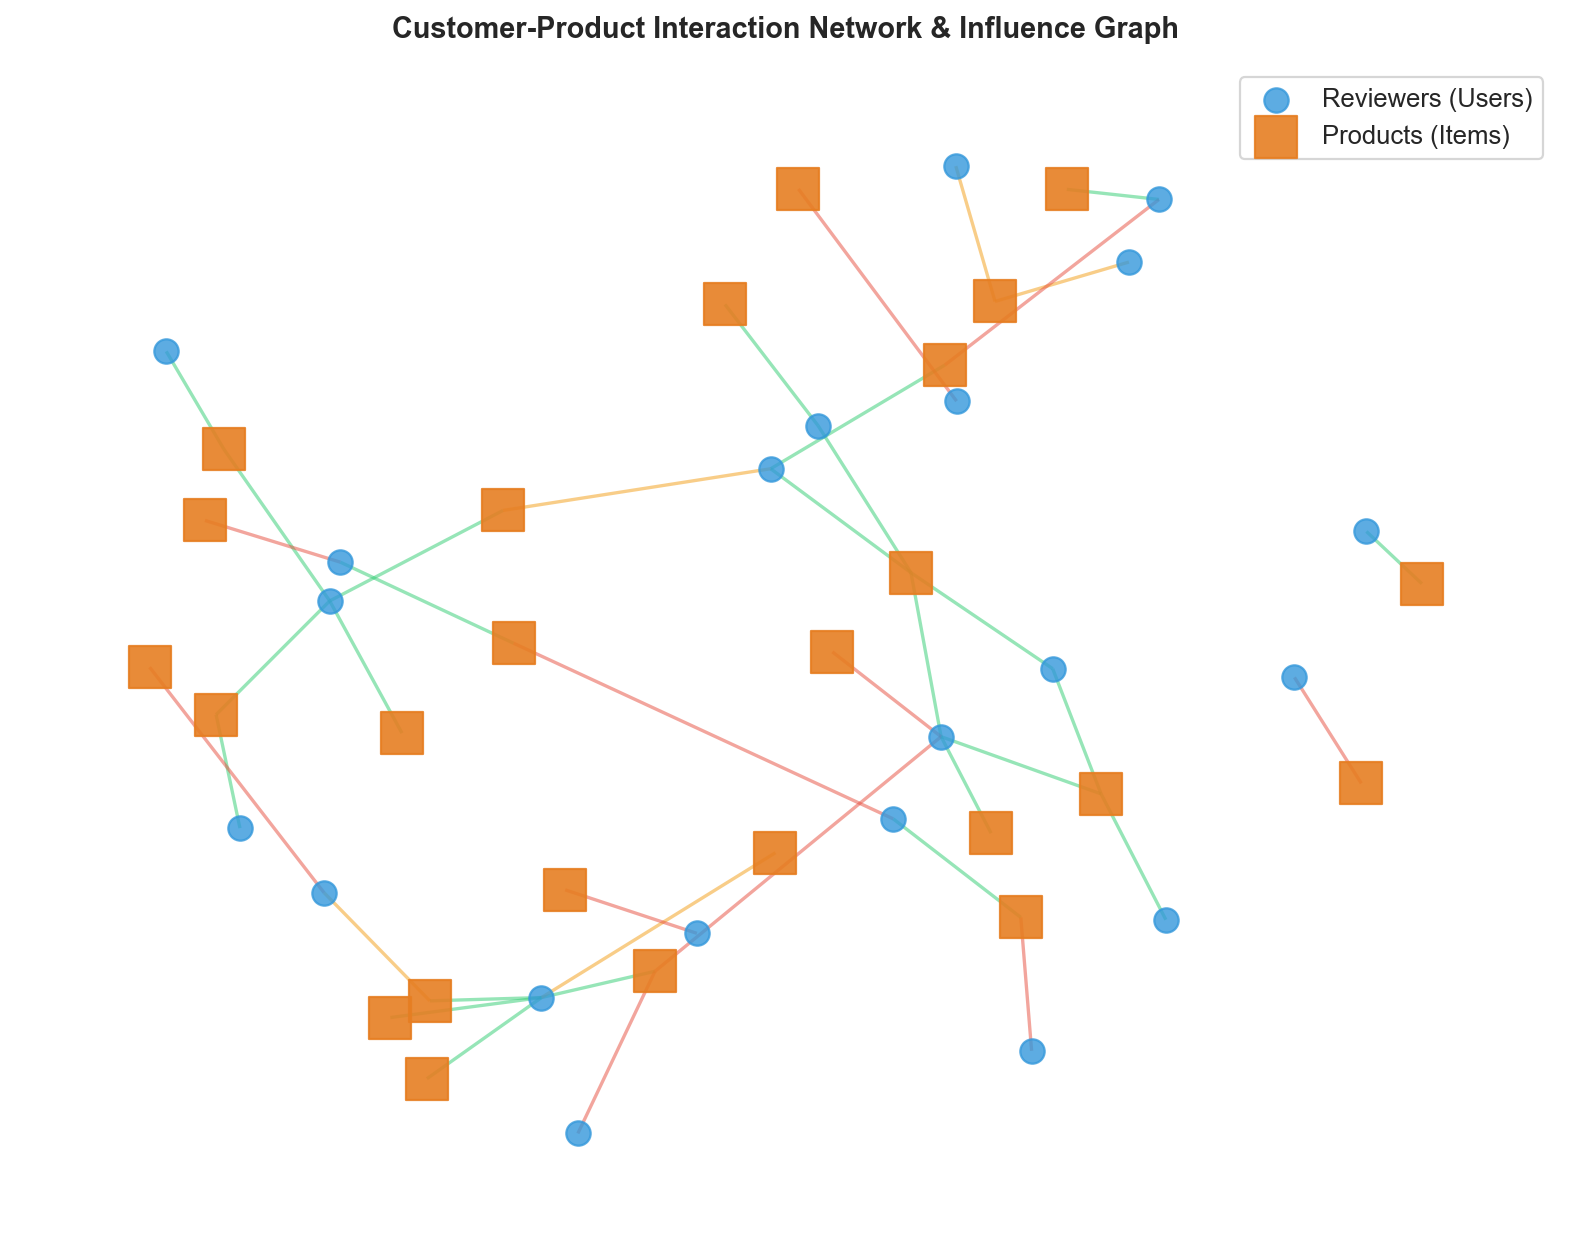 Customer-Product Interaction Network & Influence Graph
Reviewers (Users)
Products (Items)